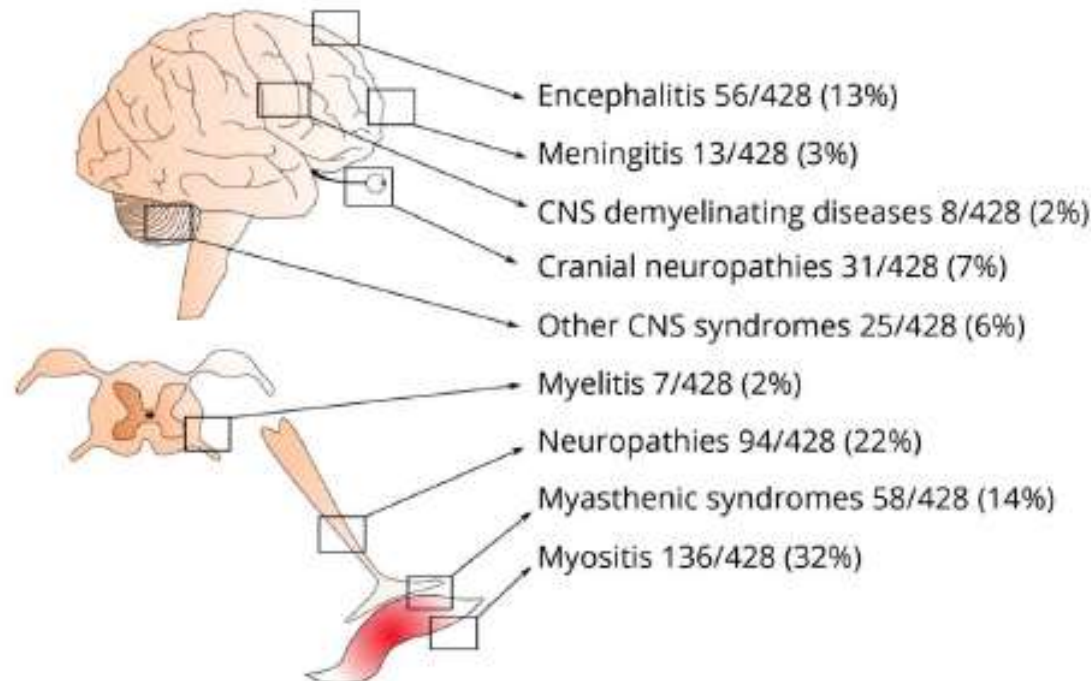 Encephalitis 56/428 (13%)
Meningitis 13/428 (3%)
CNS demyelinating diseases 8/428 (2%)
Cranial neuropathies 31/428 (7%)
Other CNS syndromes 25/428 (6%)
Myelitis 7/428 (2%)
Neuropathies 94/428 (22%)
Myasthenic syndromes 58/428 (14%)
Myositis 136/428 (32%)